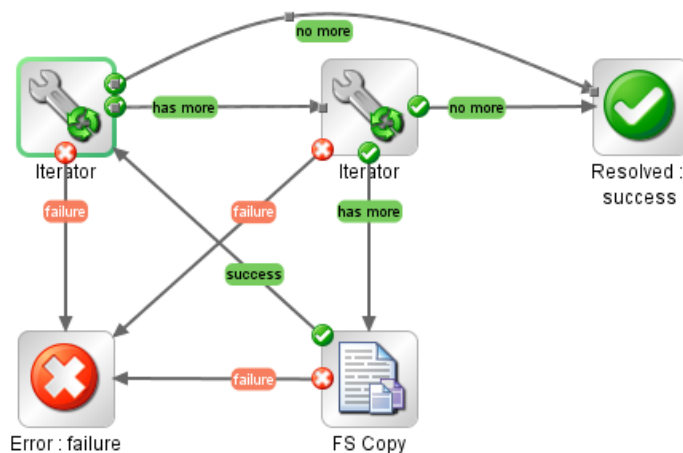 no more
has more
no more
Iterator
Iterator
Resolved :
success
failure
failure
has more
success
failure
Error : failure
FS Copy